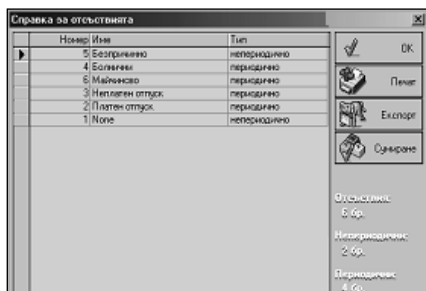 Справка за отсъствията
Номер Име Тип
5 Безпричинно непериодично
4 Болничен периодично
6 Майчинство периодично
3 Неплатен отпуск периодично
2 Платен отпуск периодично
1 None непериодично
OK
Печат
Експорт
Сумиране
Отсъствия:
6 бр.
Непериодични:
2 бр.
Периодични:
4 бр.